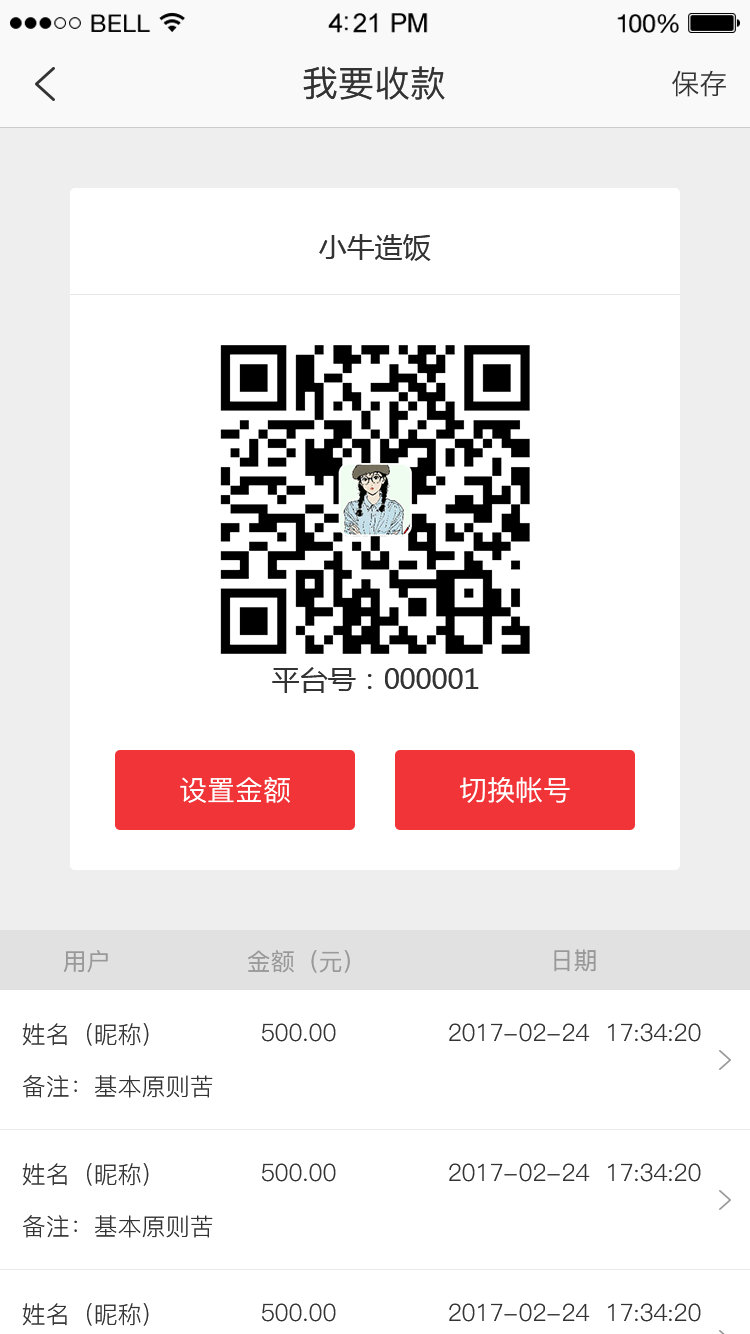 BELL 4:21 PM 100%
我要收款 保存
小牛造饭
平台号：000001
设置金额 切换帐号
用户 金额（元） 日期
姓名（昵称） 500.00 2017-02-24 17:34:20
备注：基本原则苦
姓名（昵称） 500.00 2017-02-24 17:34:20
备注：基本原则苦
姓名（昵称） 500.00 2017-02-24 17:34:20